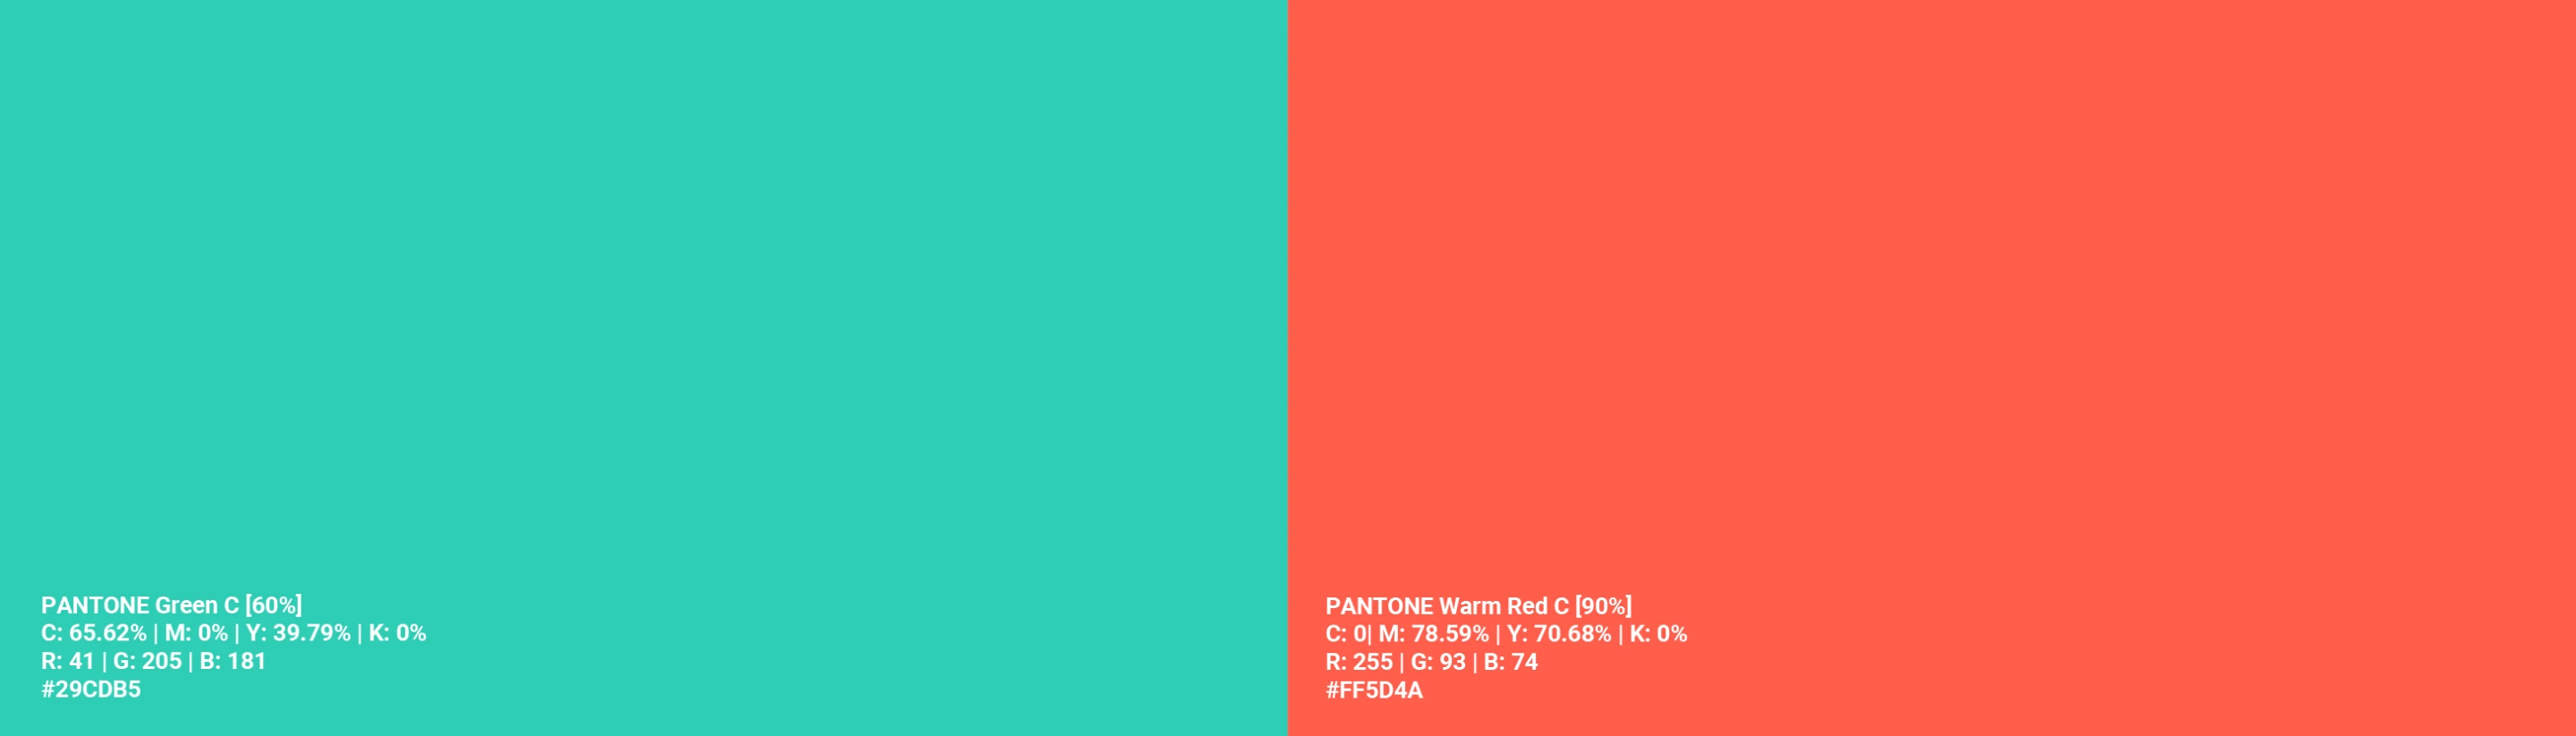 PANTONE Green C [60%]
C: 65.62% | M: 0% | Y: 39.79% | K: 0%
R: 41 | G: 205 | B: 181
#29CDB5
PANTONE Warm Red C [90%]
C: 0| M: 78.59% | Y: 70.68% | K: 0%
R: 255 | G: 93 | B: 74
#FF5D4A